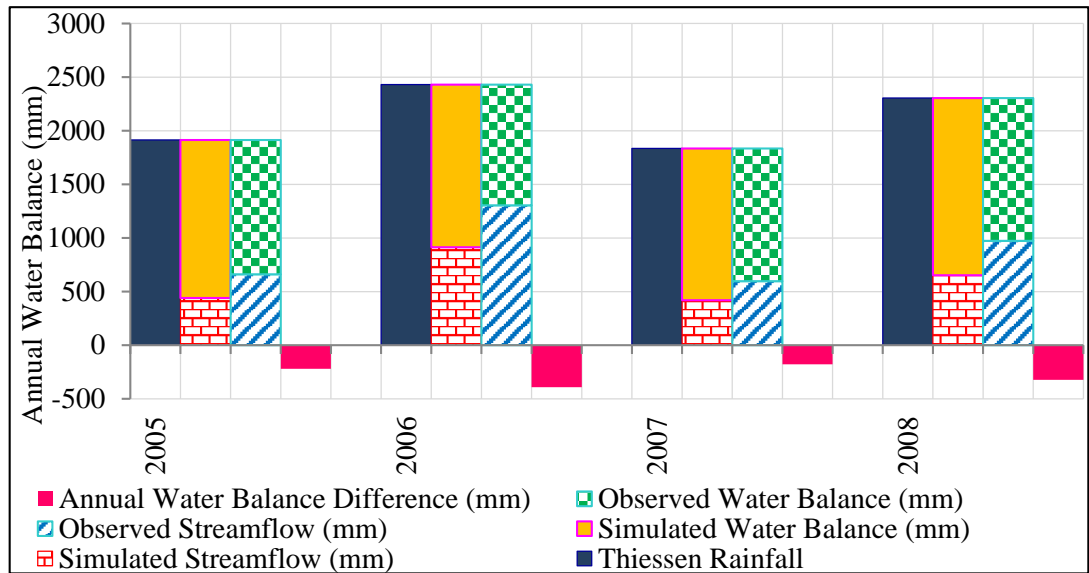 Annual Water Balance (mm)
3000
2500
2000
1500
1000
500
0
-500
2005
2006
2007
2008
Annual Water Balance Difference (mm)
Observed Water Balance (mm)
Observed Streamflow (mm)
Simulated Water Balance (mm)
Simulated Streamflow (mm)
Thiessen Rainfall